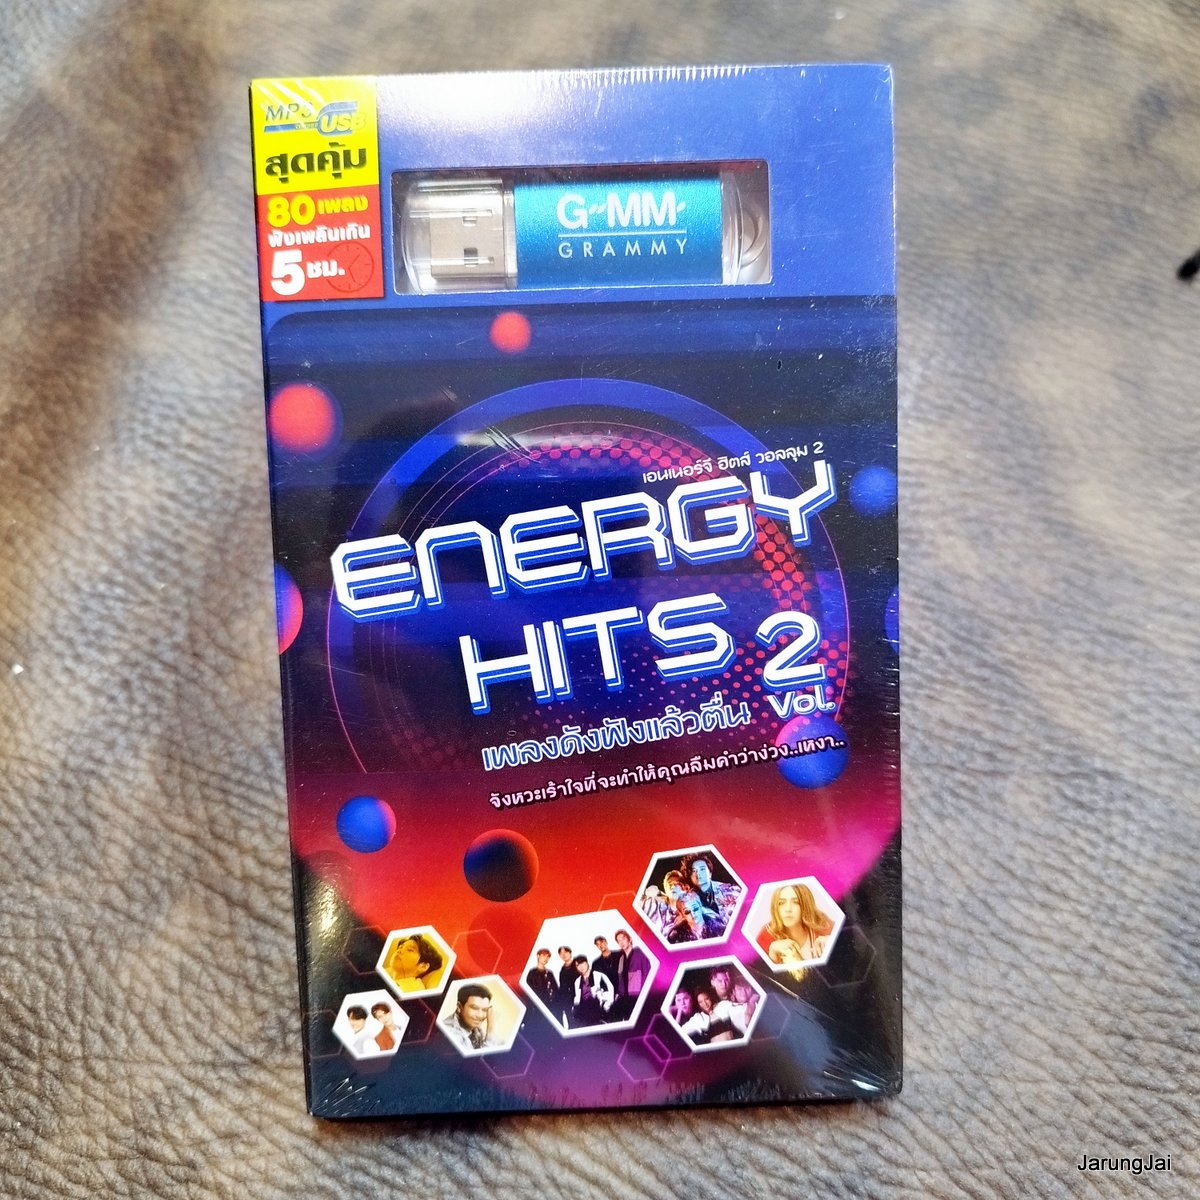 MP3
USB
สุดคุ้ม
80 เพลง
ฟังเพลินเกิน
5 ชม.
G"MM'
GRAMMY
เอนเนอร์จี ฮิตส์ วอลลุม 2
ENERGY
HITS 2
Vol.
เพลงดังฟังแล้วตื่น
จังหวะเร้าใจที่จะทำให้คุณลืมคำว่าง่วง..เหงา..
JarungJai